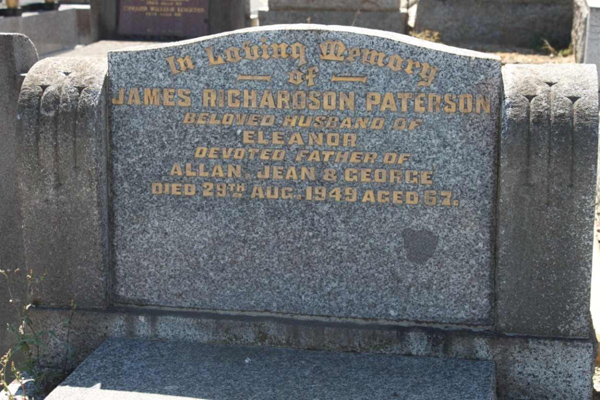 In Loving Memory
of
JAMES RICHARDSON PATERSON
BELOVED HUSBAND OF
ELEANOR
DEVOTED FATHER OF
ALLAN, JEAN & GEORGE
DIED 29TH AUG. 1949 AGED 67.